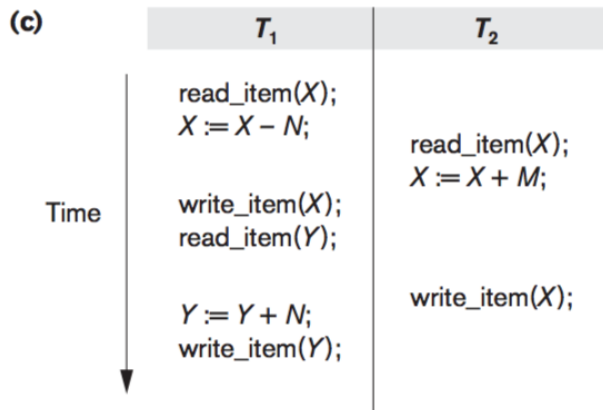 (c)
T₁ T₂
read_item(X);
X := X – N;
read_item(X);
X := X + M;
Time
write_item(X);
read_item(Y);
write_item(X);
Y := Y + N;
write_item(Y);